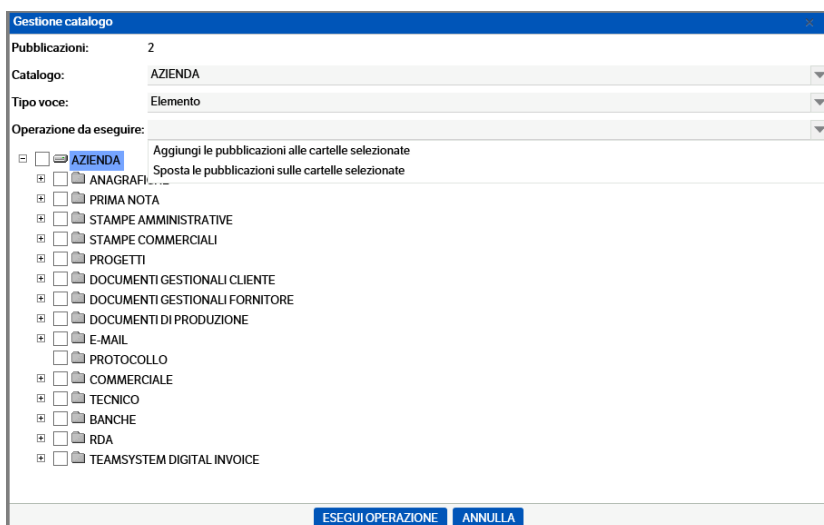 Gestione catalogo
Pubblicazioni: 2
Catalogo: AZIENDA
Tipo voce: Elemento
Operazione da eseguire:
Aggiungi le pubblicazioni alle cartelle selezionate
Sposta le pubblicazioni sulle cartelle selezionate
AZIENDA
ANAGRAFICHE
PRIMA NOTA
STAMPE AMMINISTRATIVE
STAMPE COMMERCIALI
PROGETTI
DOCUMENTI GESTIONALI CLIENTE
DOCUMENTI GESTIONALI FORNITORE
DOCUMENTI DI PRODUZIONE
E-MAIL
PROTOCOLLO
COMMERCIALE
TECNICO
BANCHE
RDA
TEAMSYSTEM DIGITAL INVOICE
ESEGUI OPERAZIONE ANNULLA